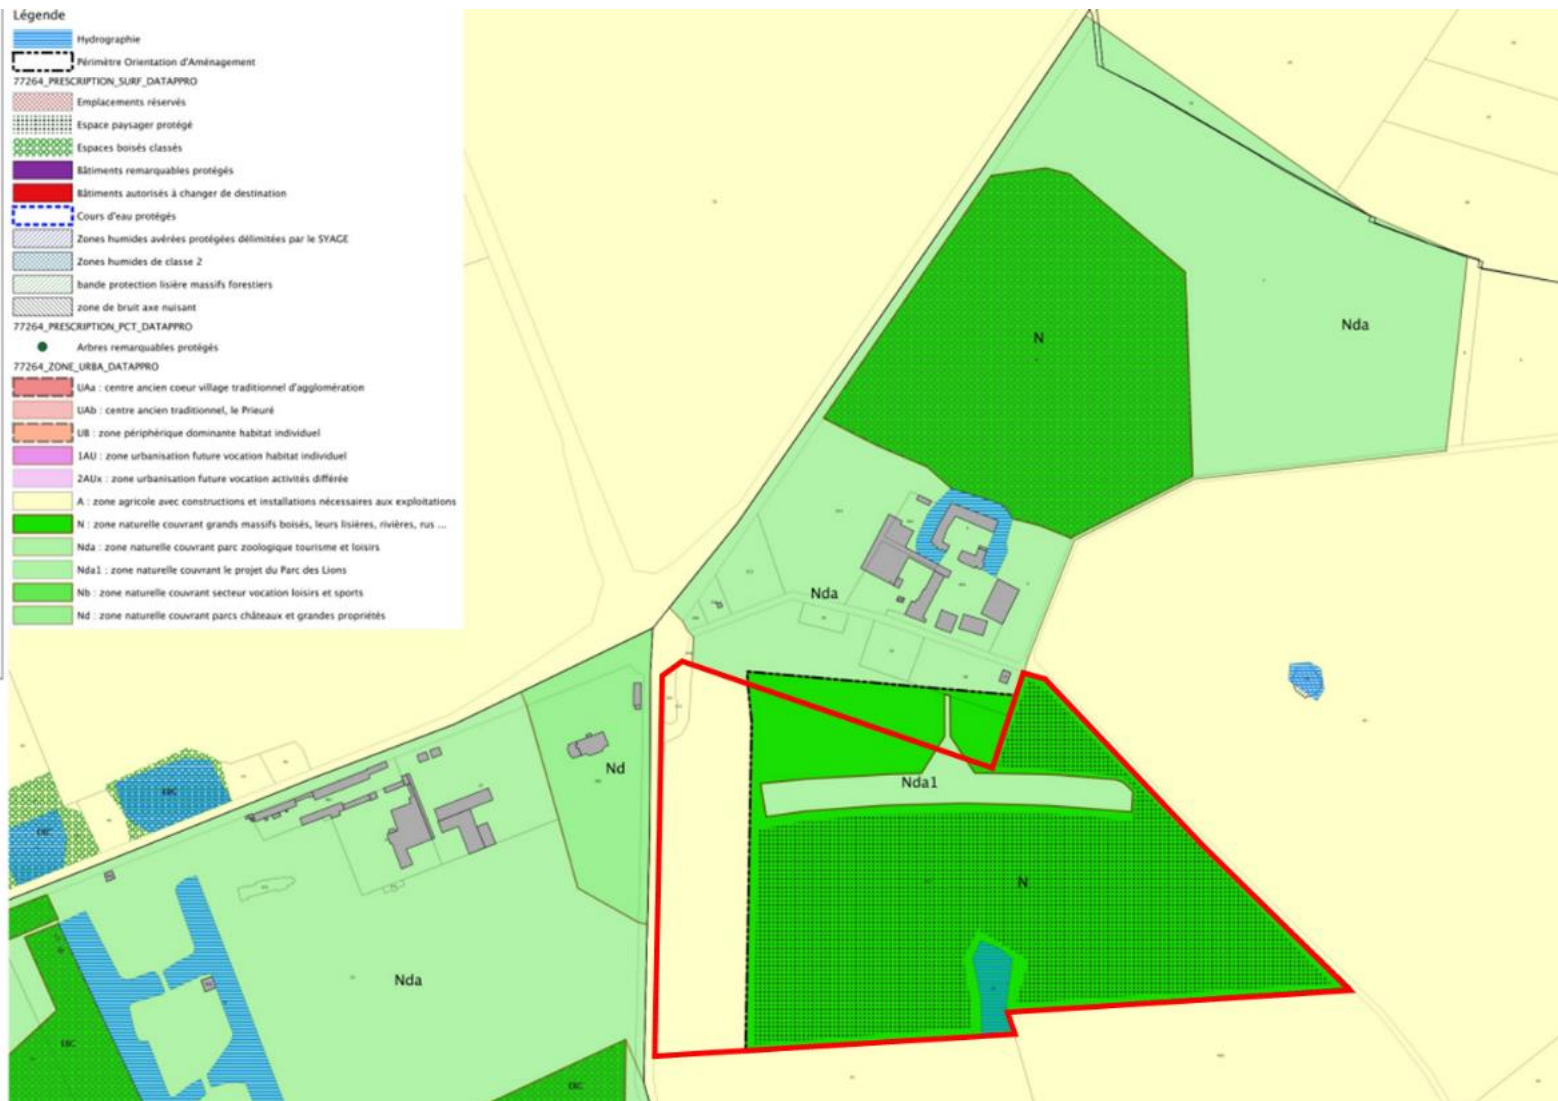 Légende
Hydrographie
Périmètre Orientation d'Aménagement
77264_PRESCRIPTION_SURF_DATAPPRO
Emplacements réservés
Espace paysager protégé
Espaces boisés classés
Bâtiments remarquables protégés
Bâtiments autorisés à changer de destination
Cours d'eau protégés
Zones humides avérées protégées délimitées par le SYAGE
Zones humides de classe 2
bande protection lisière massifs forestiers
zone de bruit axe nuisant
77264_PRESCRIPTION_PCT_DATAPPRO
Arbres remarquables protégés
77264_ZONE_URBA_DATAPPRO
UAa : centre ancien coeur village traditionnel d'agglomération
UAb : centre ancien traditionnel, le Prieuré
UB : zone périphérique dominante habitat individuel
1AU : zone urbanisation future vocation habitat individuel
2AUx : zone urbanisation future vocation activités différée
A : zone agricole avec constructions et installations nécessaires aux exploitations
N : zone naturelle couvrant grands massifs boisés, leurs lisières, rivières, rus ...
Nda : zone naturelle couvrant parc zoologique tourisme et loisirs
Nda1 : zone naturelle couvrant le projet du Parc des Lions
Nb : zone naturelle couvrant secteur vocation loisirs et sports
Nd : zone naturelle couvrant parcs châteaux et grandes propriétés
Nda
N
Nda
Nd
Nda1
EBC
EBC
N
Nda
EBC
EBC